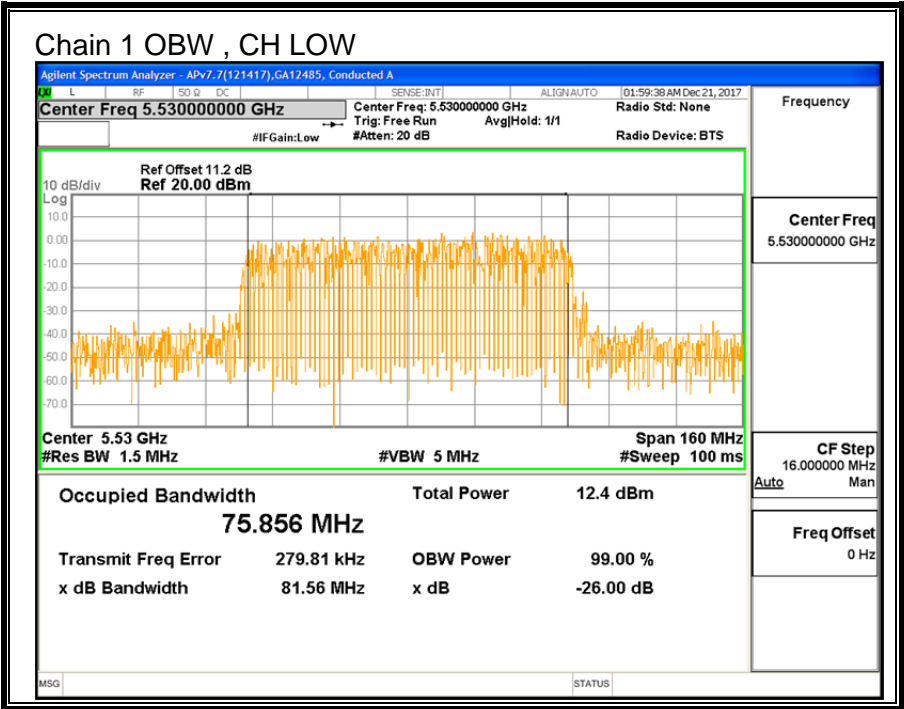 Chain 1 OBW , CH LOW
Agilent Spectrum Analyzer - APv7.7(121417),GA12485, Conducted A
LXI L RF 50 Ω DC SENSE:INT ALIGN AUTO 01:59:38 AM Dec 21, 2017
Center Freq 5.530000000 GHz
Center Freq: 5.530000000 GHz
Radio Std: None
Trig: Free Run Avg|Hold: 1/1
#IFGain:Low #Atten: 20 dB Radio Device: BTS
Ref Offset 11.2 dB
10 dB/div Ref 20.00 dBm
Log
10.0
0.00
-10.0
-20.0
-30.0
-40.0
-50.0
-60.0
-70.0
Center 5.53 GHz Span 160 MHz
#Res BW 1.5 MHz #VBW 5 MHz #Sweep 100 ms
Occupied Bandwidth Total Power 12.4 dBm
75.856 MHz
Transmit Freq Error 279.81 kHz OBW Power 99.00 %
x dB Bandwidth 81.56 MHz x dB -26.00 dB
MSG STATUS
Frequency
Center Freq
5.530000000 GHz
CF Step
16.000000 MHz
Auto Man
Freq Offset
0 Hz